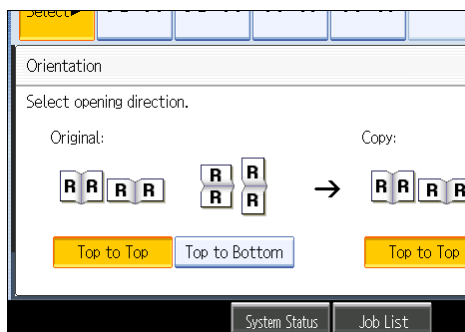 Select►
Orientation
Select opening direction.
Original:
Copy:
R R R R
R R
R R
→
R R R R
Top to Top
Top to Bottom
Top to Top
System Status
Job List